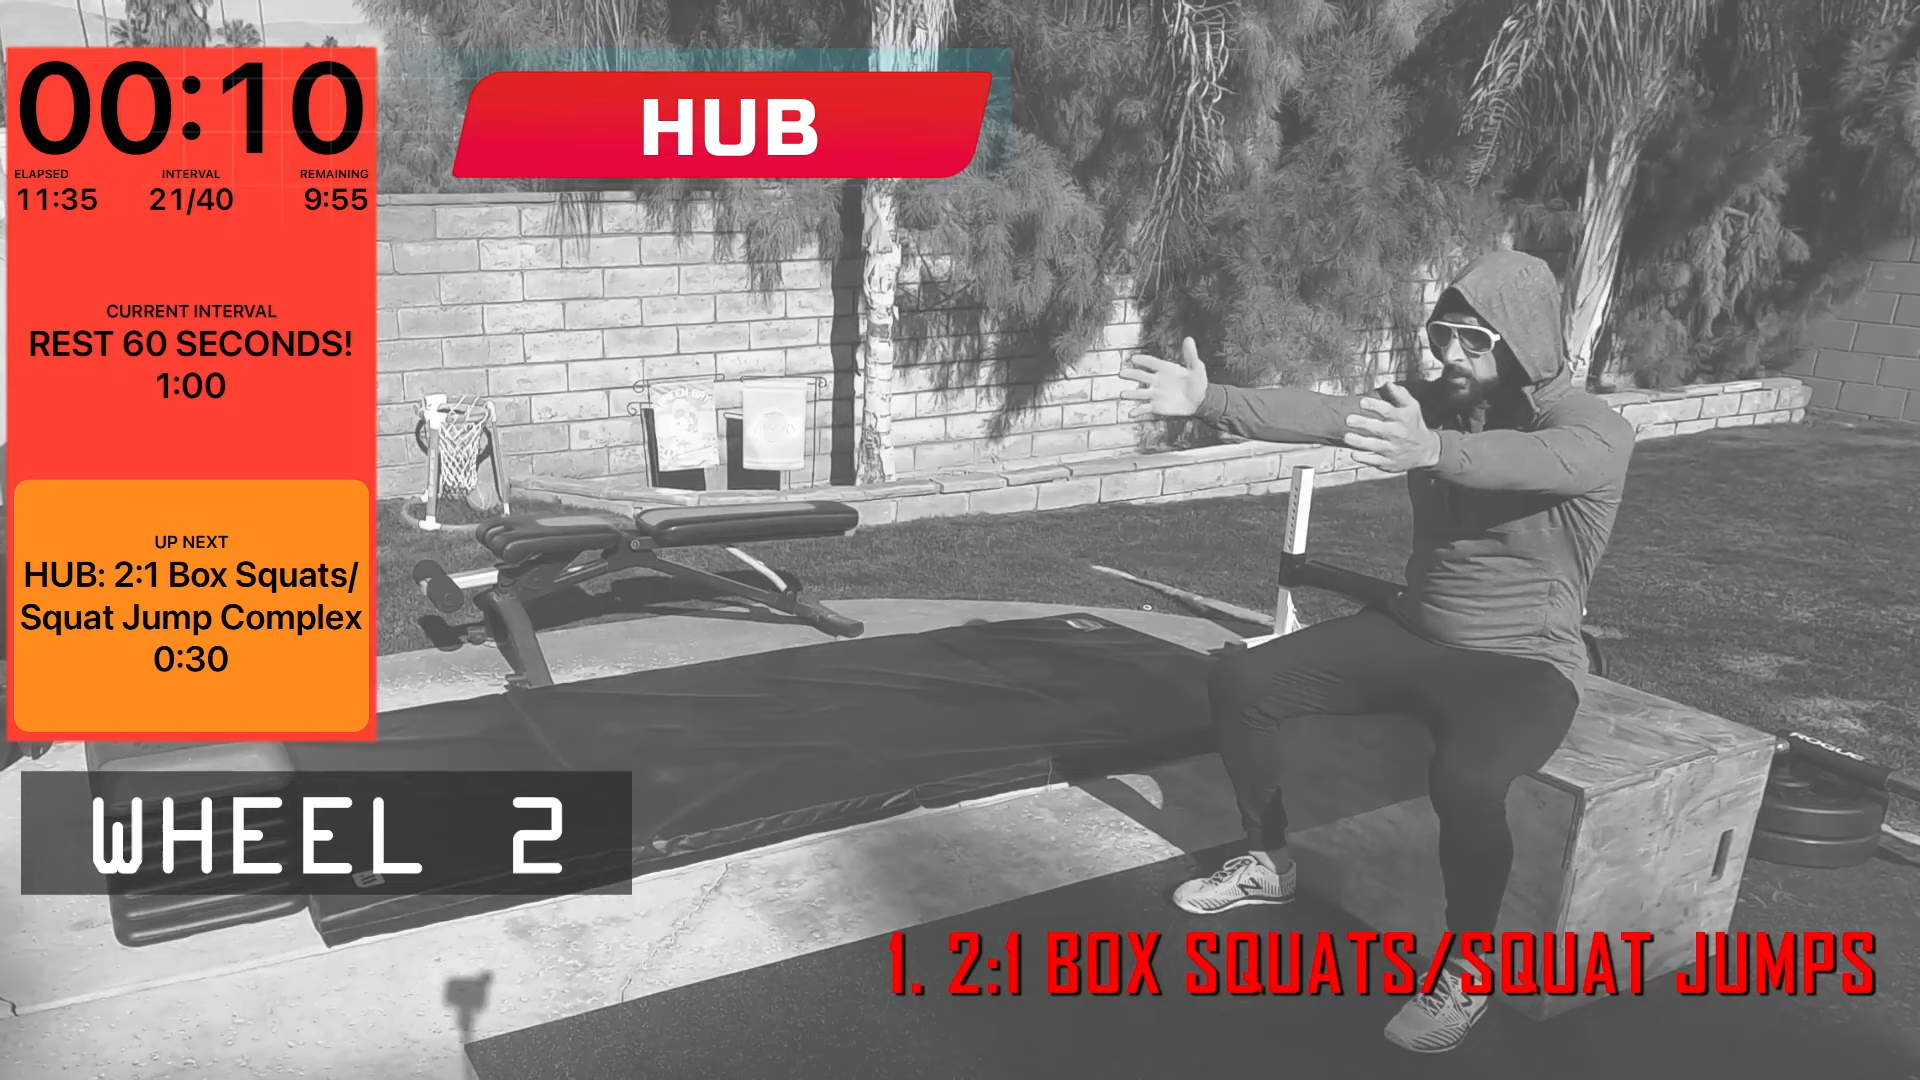 00:10
ELAPSED INTERVAL REMAINING
11:35 21/40 9:55
CURRENT INTERVAL
REST 60 SECONDS!
1:00
UP NEXT
HUB: 2:1 Box Squats/
Squat Jump Complex
0:30
HUB
WHEEL 2
1. 2:1 BOX SQUATS/SQUAT JUMPS
ROGUE
N